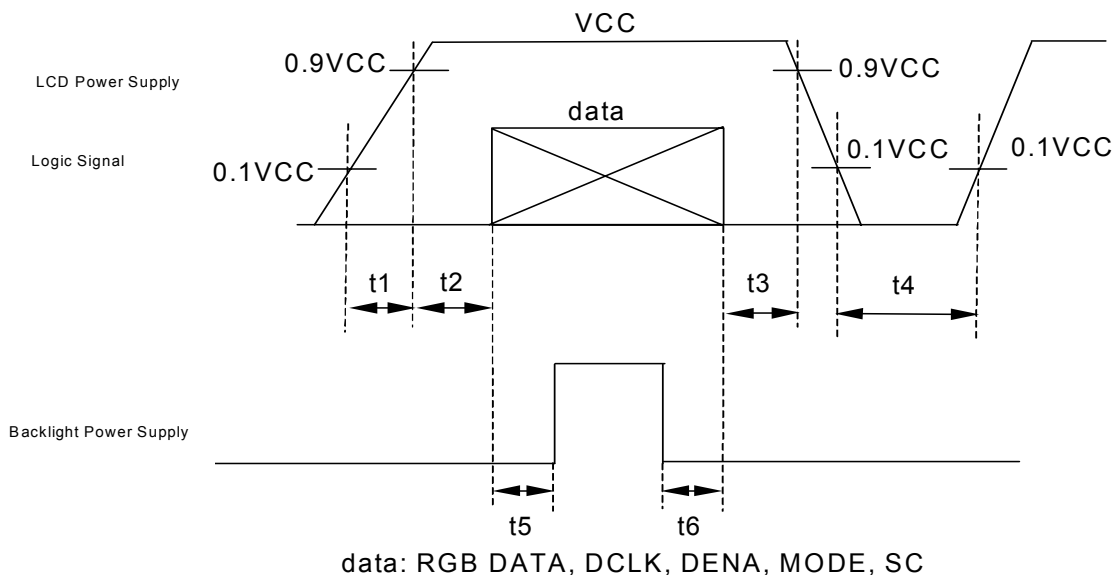 VCC
0.9VCC
LCD Power Supply
0.9VCC
data
Logic Signal
0.1VCC
0.1VCC
0.1VCC
t1
t2
t3
t4
Backlight Power Supply
t5
t6
data: RGB DATA, DCLK, DENA, MODE, SC